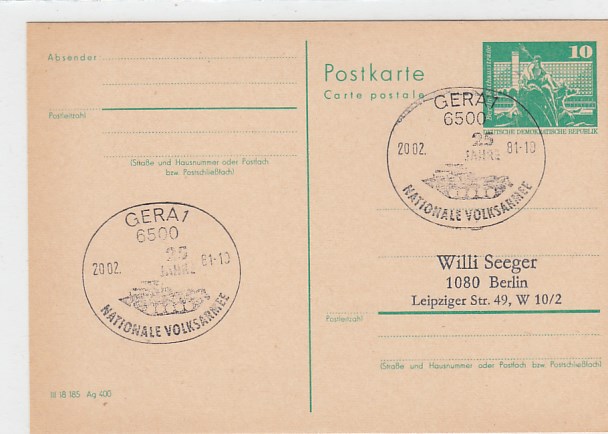 Absender
Postleitzahl
(Straße und Hausnummer oder Postfach
bzw. Postschließfach)
GERA 1
6500
25
JAHRE
20 02. 81-10
NATIONALE VOLKSARMEE
III 18 185 Ag 400
Postkarte
Carte postale
10
DEUTSCHE DEMOKRATISCHE REPUBLIK
GERA 1
6500
25
JAHRE
20 02. 81-10
NATIONALE VOLKSARMEE
Willi Seeger
1080 Berlin
Leipziger Str. 49, W 10/2
Postleitzahl
(Straße und Hausnummer oder Postfach bzw. Postschließfach)